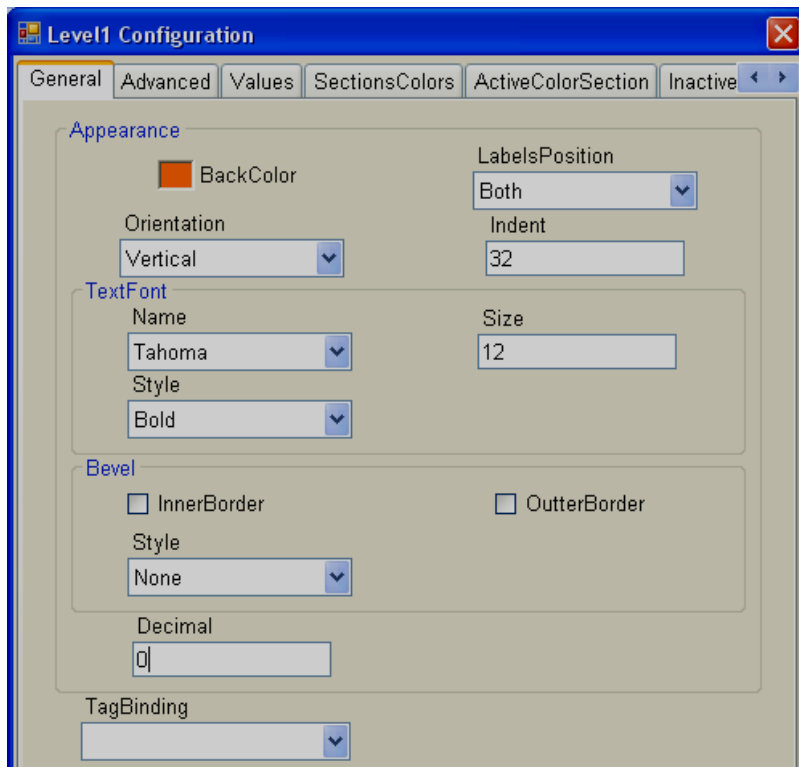 Level1 Configuration
General Advanced Values SectionsColors ActiveColorSection Inactive
Appearance
BackColor
LabelsPosition
Both
Orientation
Vertical
Indent
32
TextFont
Name
Tahoma
Size
12
Style
Bold
Bevel
InnerBorder
OutterBorder
Style
None
Decimal
0
TagBinding